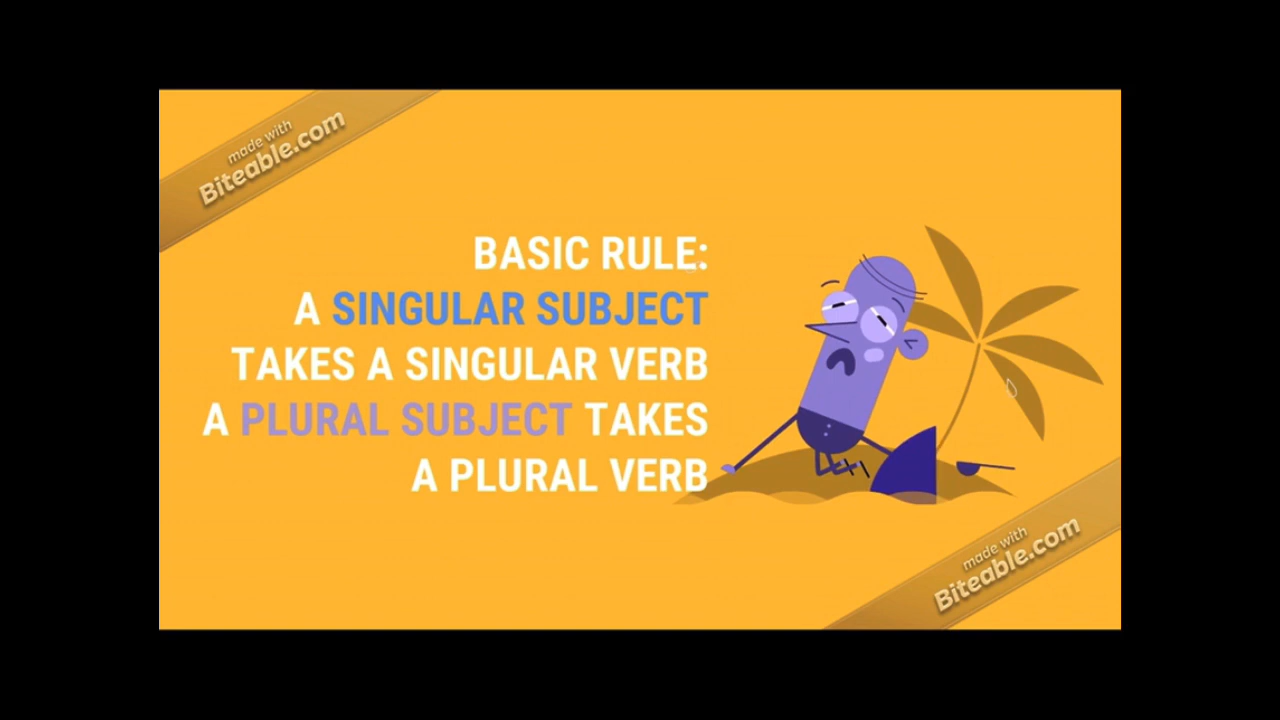 made with
Biteable.com
BASIC RULE:
A SINGULAR SUBJECT
TAKES A SINGULAR VERB
A PLURAL SUBJECT TAKES
A PLURAL VERB
made with
Biteable.com